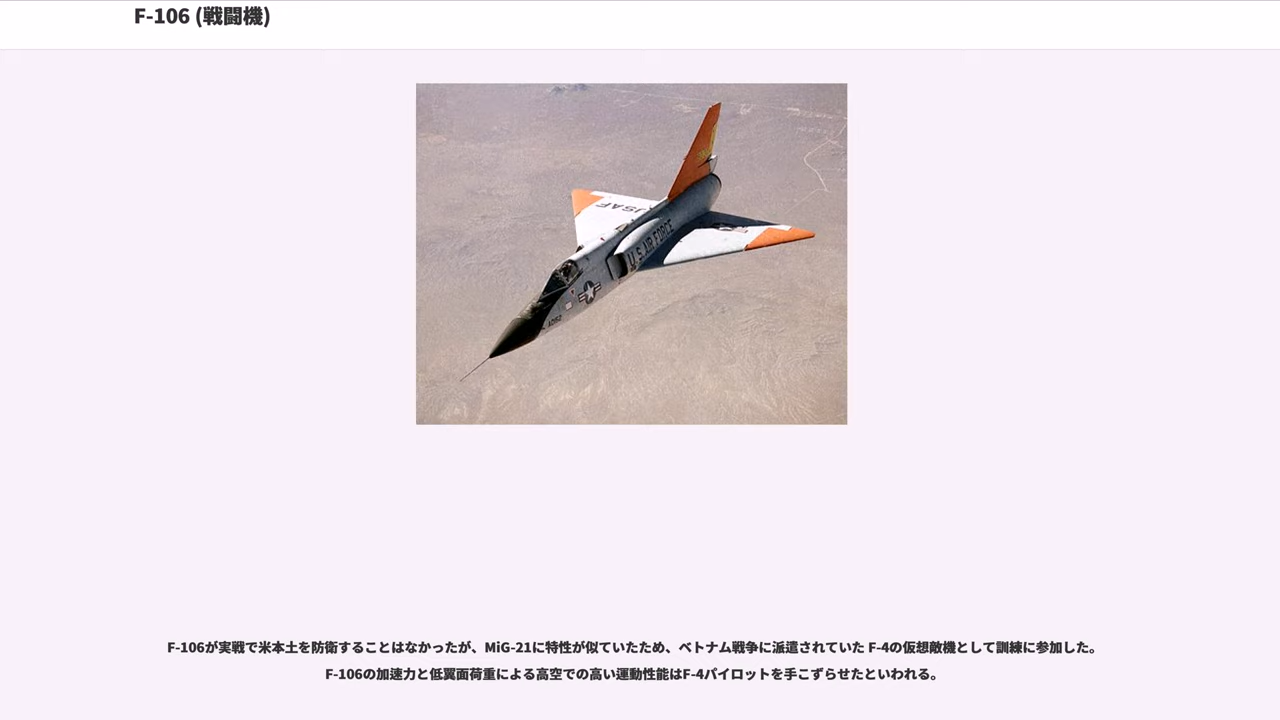 F-106 (戦闘機)
USAF
U.S. AIR FORCE
F-106が実戦で米本土を防衛することはなかったが、MiG-21に特性が似ていたため、ベトナム戦争に派遣されていた F-4の仮想敵機として訓練に参加した。
F-106の加速力と低翼面荷重による高空での高い運動性能はF-4パイロットを手こずらせたといわれる。